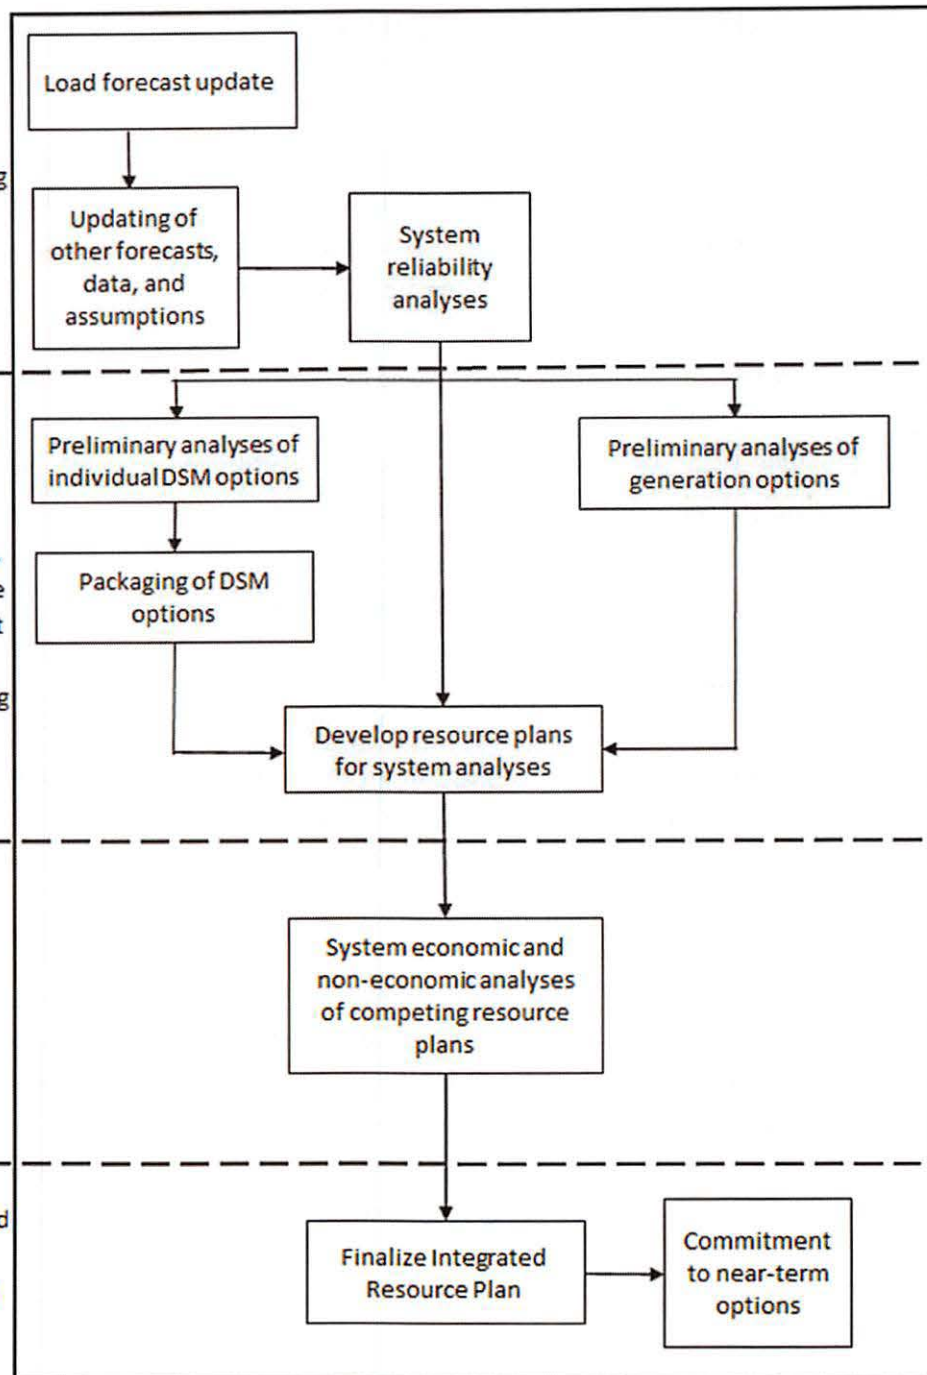 Load forecast update
Updating of
other forecasts,
data, and
assumptions
System
reliability
analyses
Preliminary analyses of
individual DSM options
Preliminary analyses of
generation options
Packaging of DSM
options
Develop resource plans
for system analyses
System economic and
non-economic analyses
of competing resource
plans
Finalize Integrated
Resource Plan
Commitment
to near-term
options